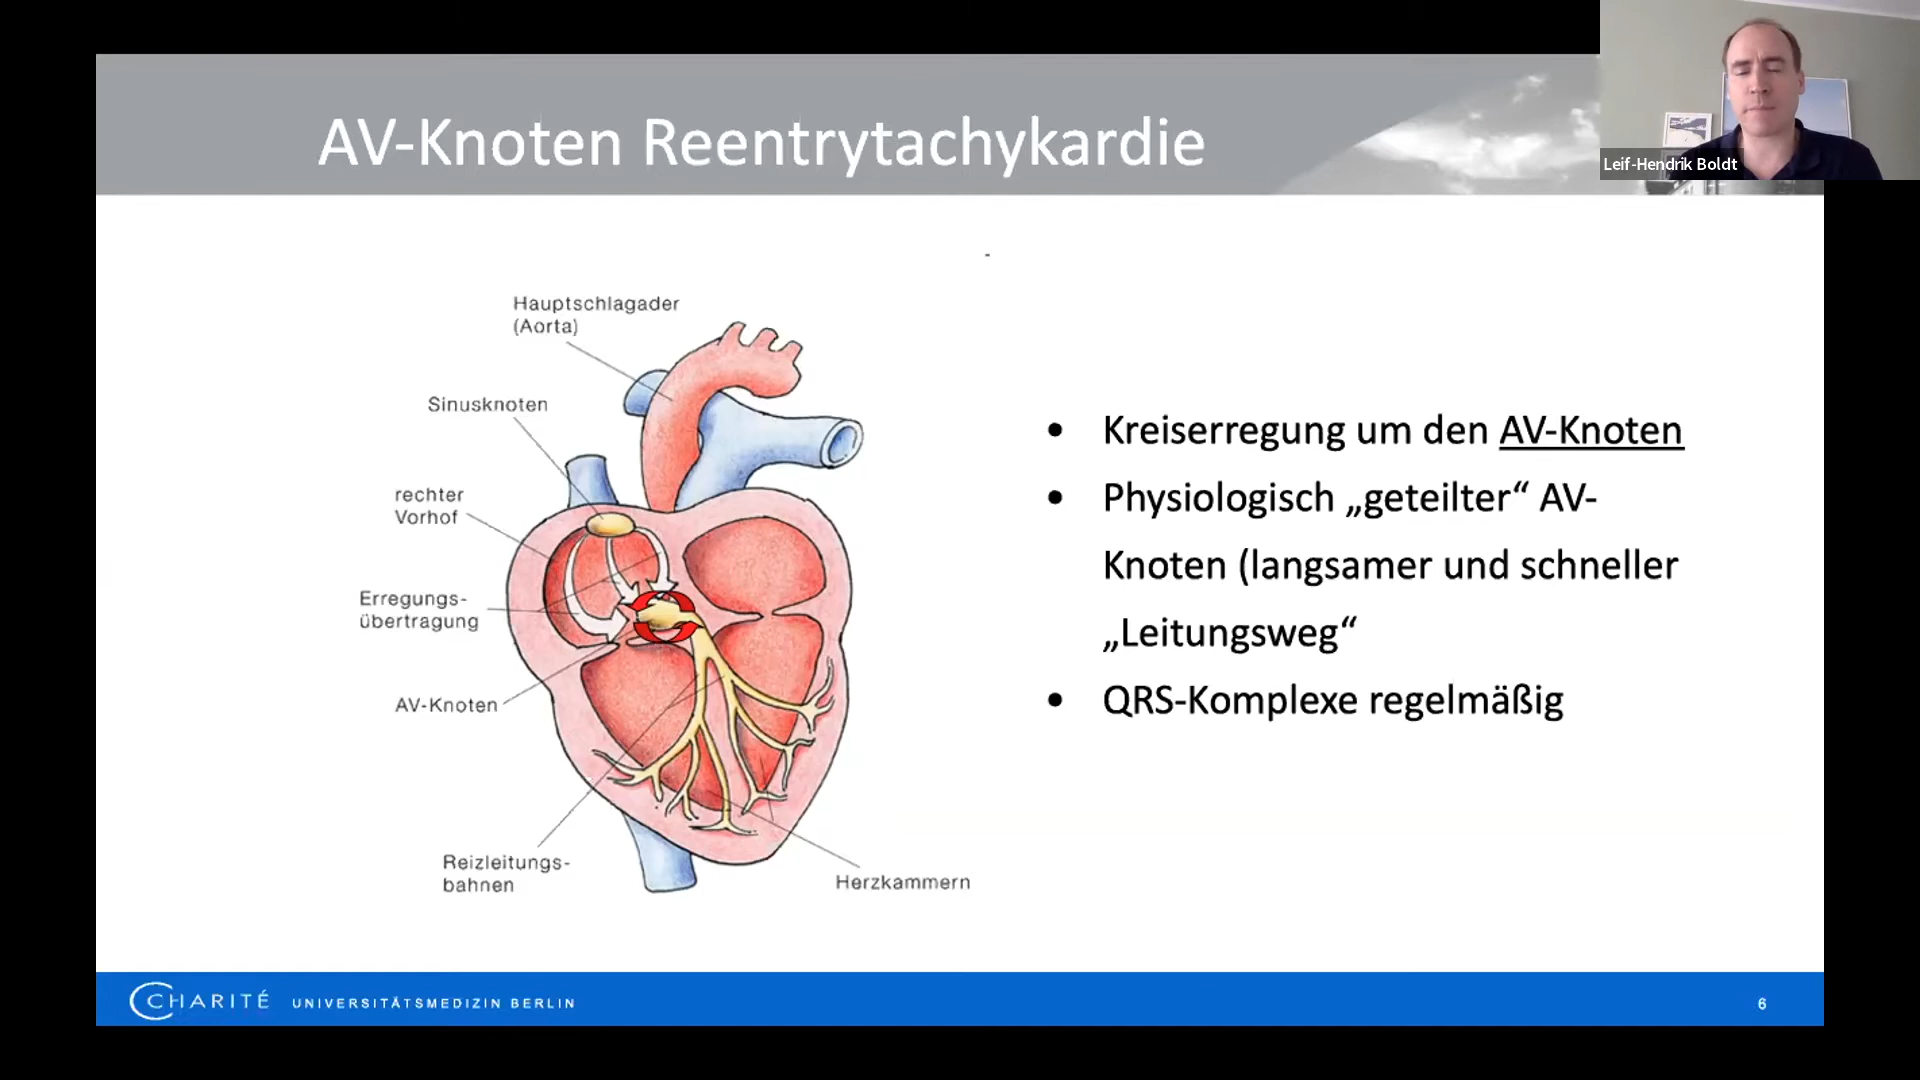 AV-Knoten Reentrytachykardie
Leif-Hendrik Boldt
-
Hauptschlagader
(Aorta)
Sinusknoten
rechter
Vorhof
Erregungs-
übertragung
AV-Knoten
Reizleitungs-
bahnen
Herzkammern
• Kreiserregung um den AV-Knoten
• Physiologisch „geteilter“ AV-
Knoten (langsamer und schneller
„Leitungsweg“
• QRS-Komplexe regelmäßig
CHARITÉ UNIVERSITÄTSMEDIZIN BERLIN
6